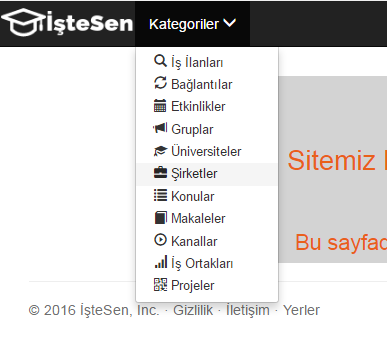 İşteSen Kategoriler
İş İlanları
Bağlantılar
Etkinlikler
Gruplar
Üniversiteler
Şirketler
Konular
Makaleler
Kanallar
İş Ortakları
Projeler
Sitemiz
Bu
© 2016 İşteSen, Inc. · Gizlilik · İletişim · Yerler